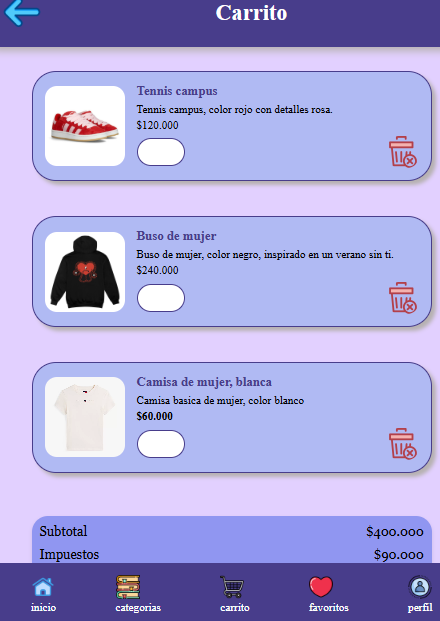 Carrito
Tennis campus
Tennis campus, color rojo con detalles rosa.
$120.000
Buso de mujer
Buso de mujer, color negro, inspirado en un verano sin ti.
$240.000
Camisa de mujer, blanca
Camisa basica de mujer, color blanco
$60.000
Subtotal $400.000
Impuestos $90.000
inicio categorias carrito favoritos perfil